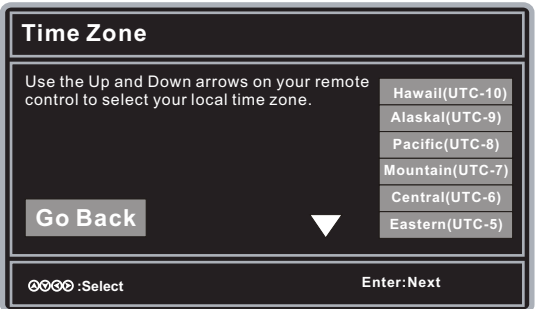 Time Zone
Use the Up and Down arrows on your remote
control to select your local time zone.
Hawail(UTC-10)
Alaskal(UTC-9)
Pacific(UTC-8)
Mountain(UTC-7)
Central(UTC-6)
Eastern(UTC-5)
Go Back
:Select
Enter:Next